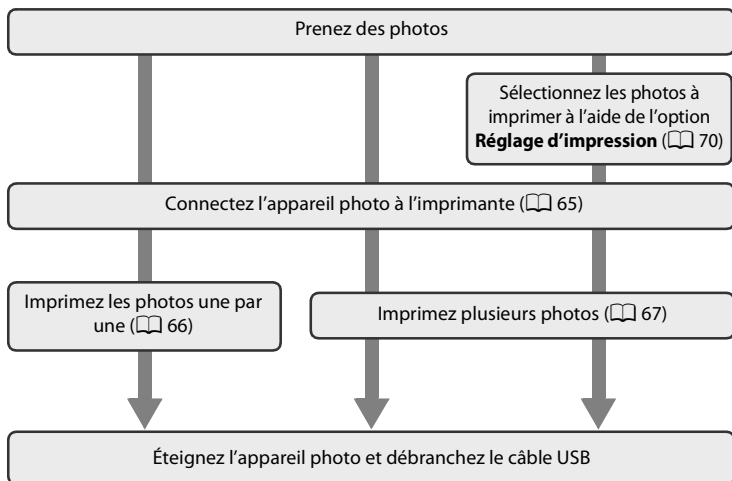 Prenez des photos
Sélectionnez les photos à
imprimer à l'aide de l'option
Réglage d'impression (📖 70)
Connectez l'appareil photo à l'imprimante (📖 65)
Imprimez les photos une par
une (📖 66)
Imprimez plusieurs photos (📖 67)
Éteignez l'appareil photo et débranchez le câble USB